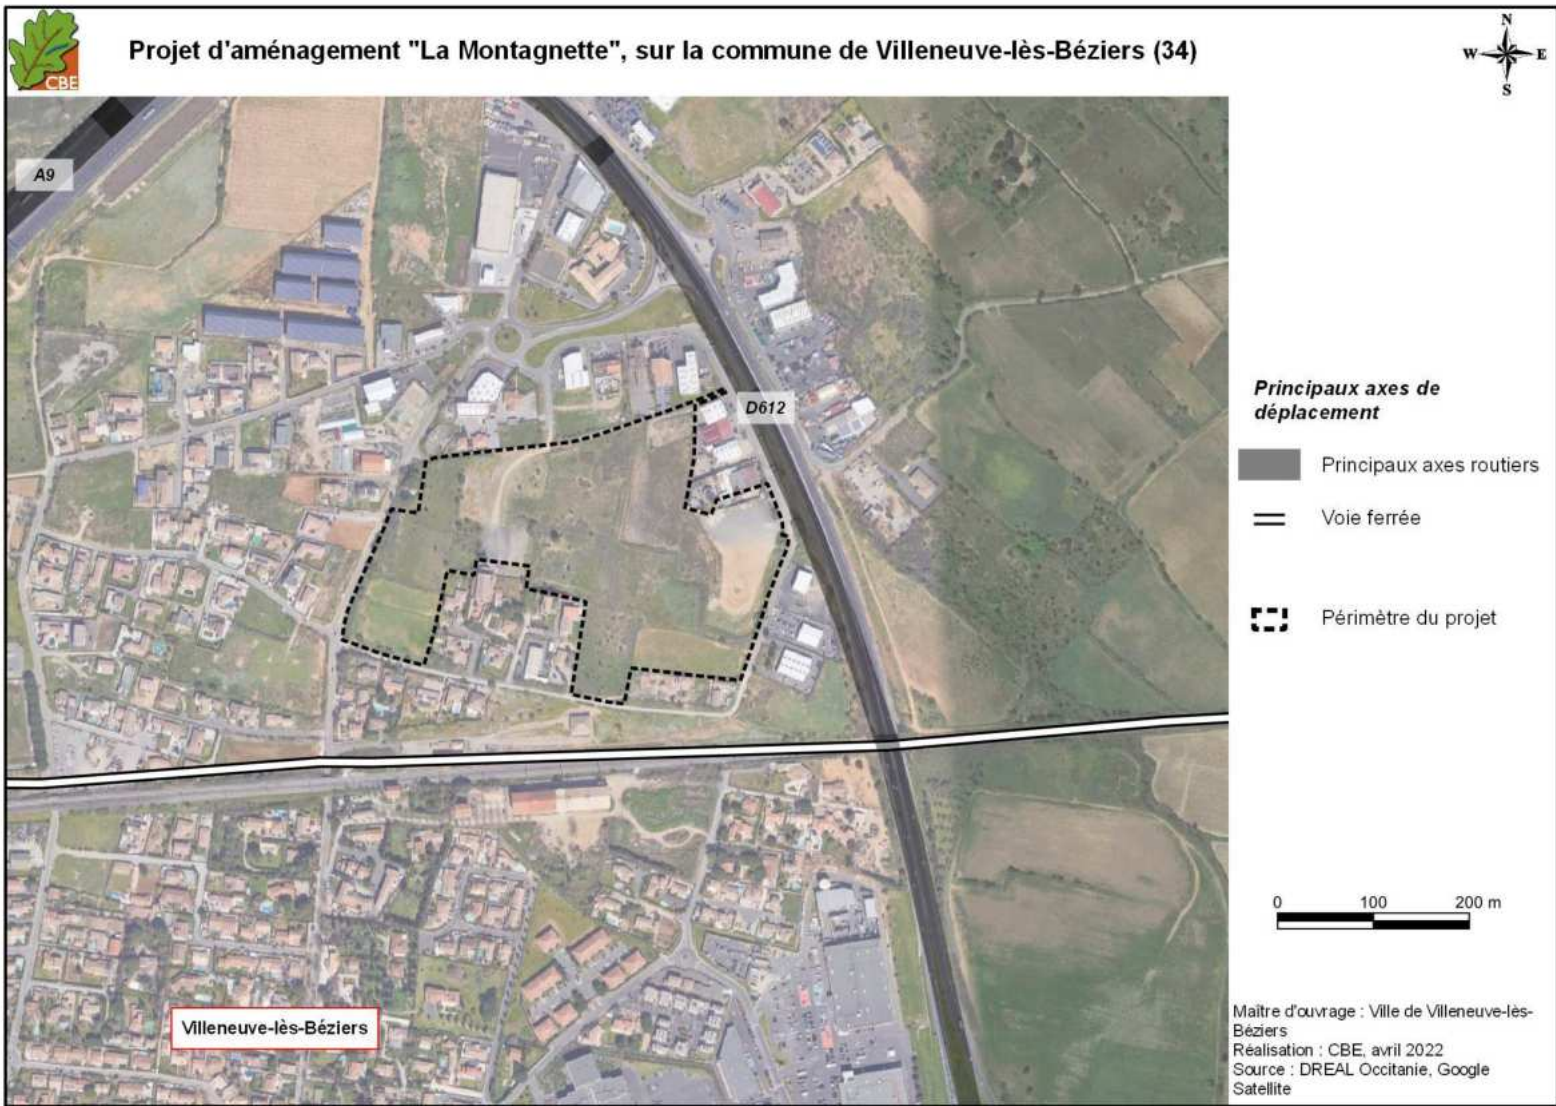 CBE
Projet d'aménagement "La Montagnette", sur la commune de Villeneuve-lès-Béziers (34)
N
W E
S
A9
D612
Principaux axes de
déplacement
Principaux axes routiers
Voie ferrée
Périmètre du projet
0 100 200 m
Villeneuve-lès-Béziers
Maître d'ouvrage : Ville de Villeneuve-lès-
Béziers
Réalisation : CBE, avril 2022
Source : DREAL Occitanie, Google
Satellite